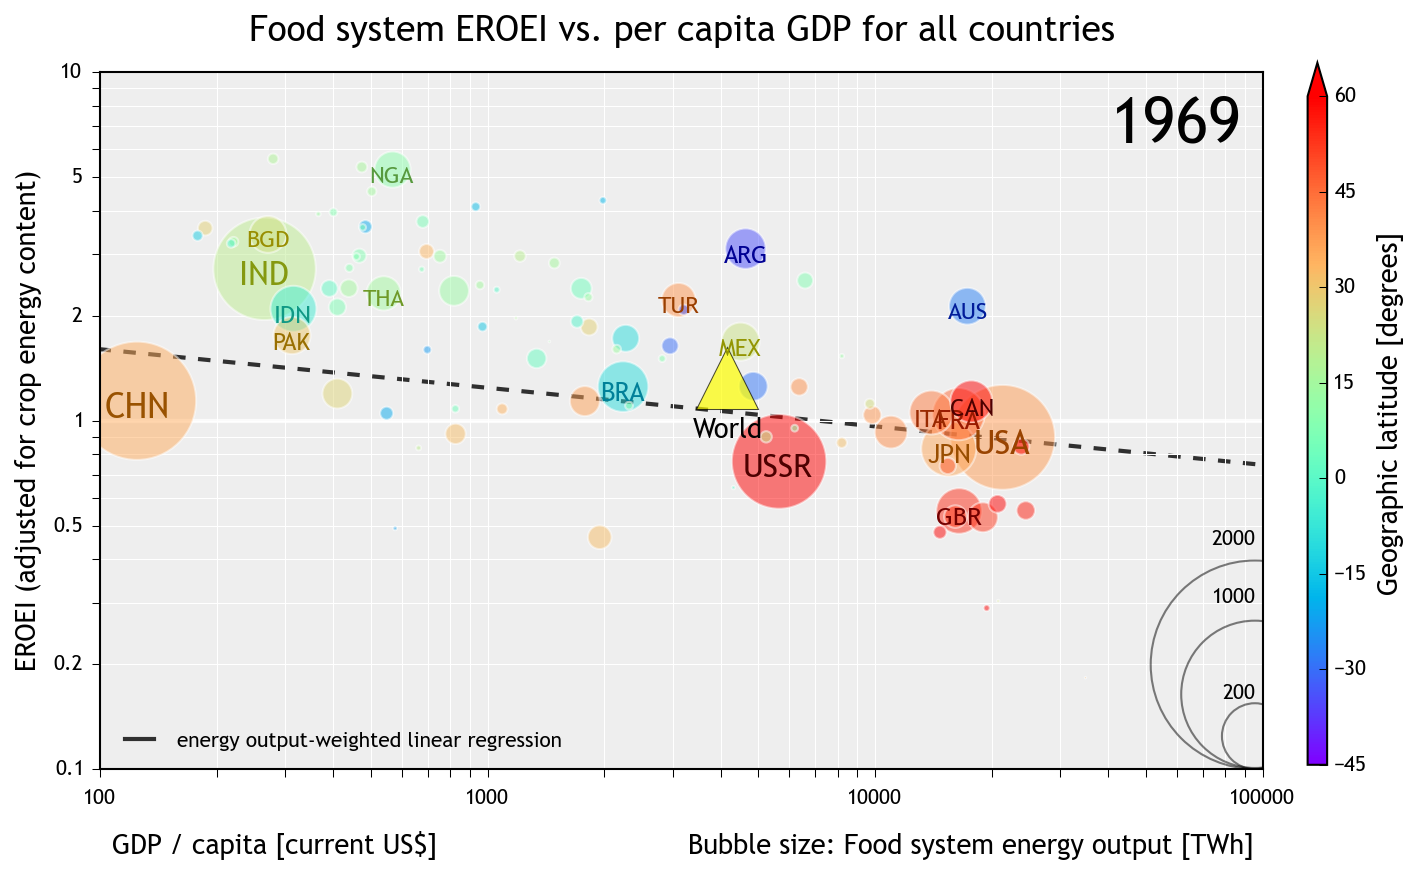 Food system EROEI vs. per capita GDP for all countries
1969
EROEI (adjusted for crop energy content)
10
5
2
1
0.5
0.2
0.1
NGA
BGD
IND
THA
IDN
PAK
CHN
TUR
ARG
AUS
MEX
BRA
World
USSR
CAN
ITA
FRA
USA
JPN
GBR
2000
1000
200
energy output-weighted linear regression
100
1000
10000
100000
GDP / capita [current US$]
Bubble size: Food system energy output [TWh]
60
45
30
15
0
−15
−30
−45
Geographic latitude [degrees]